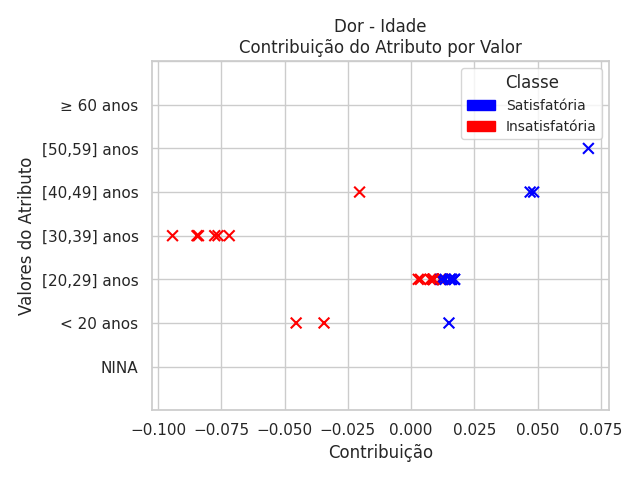 Dor - Idade
Contribuição do Atributo por Valor
Classe
Satisfatória
Insatisfatória
Valores do Atributo
≥ 60 anos
[50,59] anos
[40,49] anos
[30,39] anos
[20,29] anos
< 20 anos
NINA
−0.100 −0.075 −0.050 −0.025 0.000 0.025 0.050 0.075
Contribuição